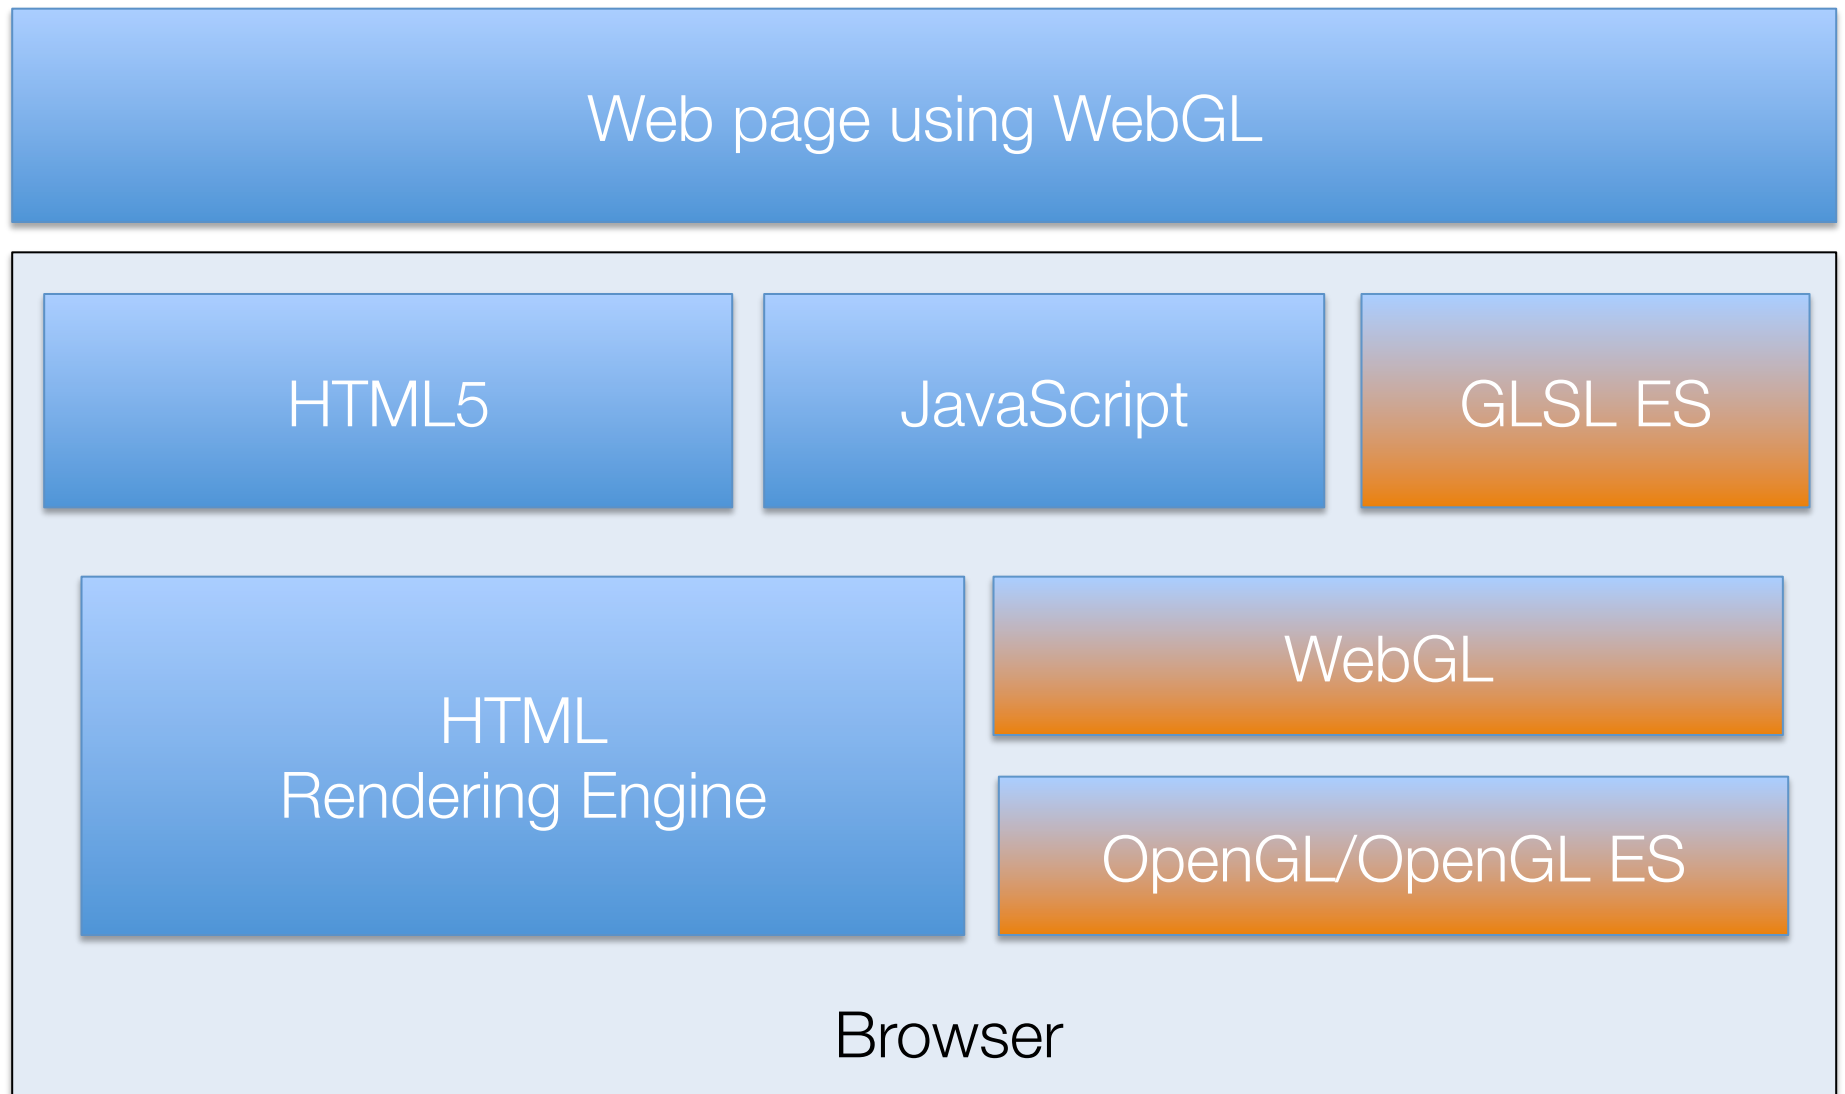 Web page using WebGL
HTML5
JavaScript
GLSL ES
HTML
Rendering Engine
WebGL
OpenGL/OpenGL ES
Browser